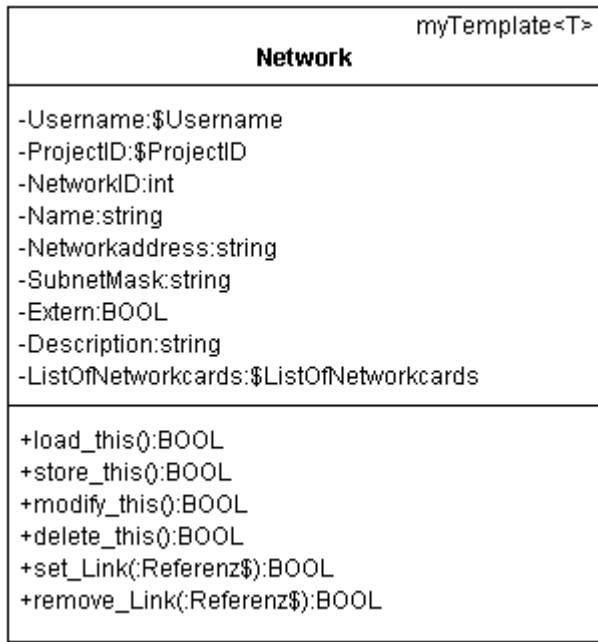 myTemplate<T>
Network
-Username:$Username
-ProjectID:$ProjectID
-NetworkID:int
-Name:string
-Networkaddress:string
-SubnetMask:string
-Extern:BOOL
-Description:string
-ListOfNetworkcards:$ListOfNetworkcards
+load_this():BOOL
+store_this():BOOL
+modify_this():BOOL
+delete_this():BOOL
+set_Link(:Referenz$):BOOL
+remove_Link(:Referenz$):BOOL